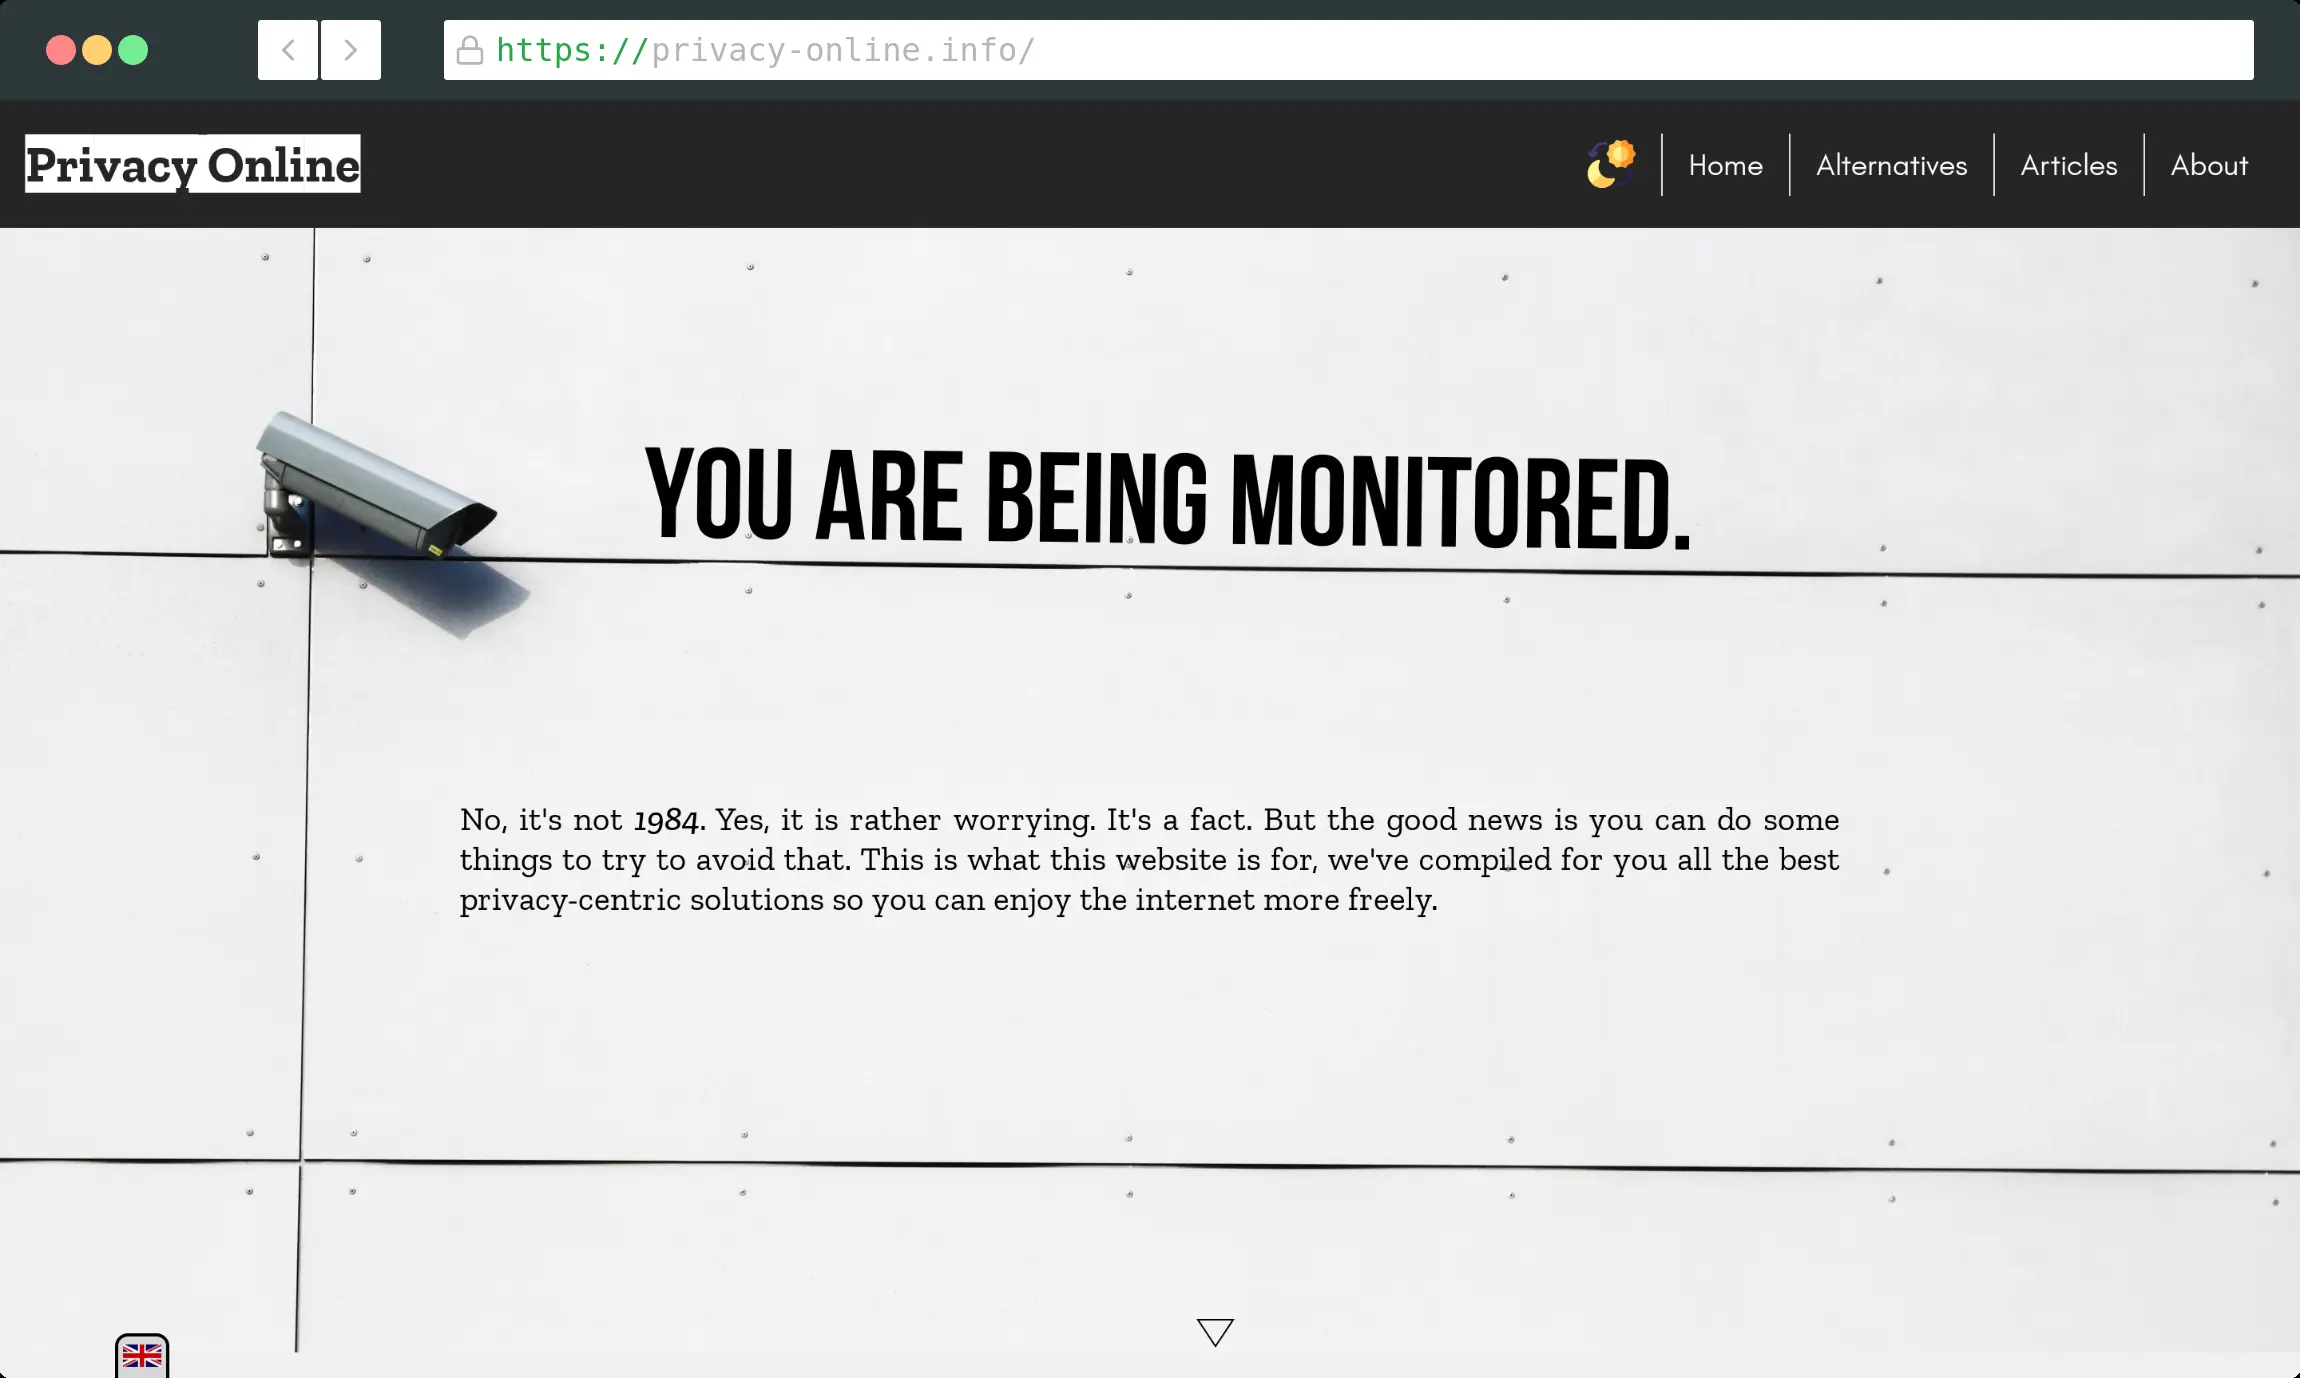 https://privacy-online.info/
Privacy Online
Home
Alternatives
Articles
About
YOU ARE BEING MONITORED.
No, it's not 1984. Yes, it is rather worrying. It's a fact. But the good news is you can do some
things to try to avoid that. This is what this website is for, we've compiled for you all the best
privacy-centric solutions so you can enjoy the internet more freely.